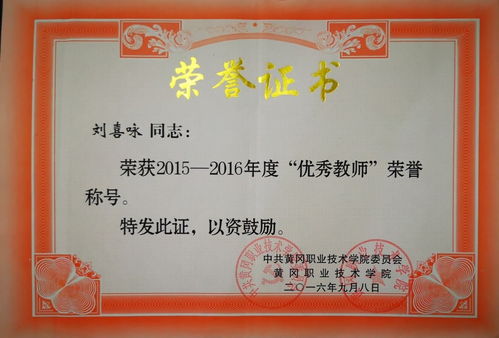 荣誉证书
刘喜咏 同志：
荣获2015—2016年度“优秀教师”荣誉
称号。
特发此证，以资鼓励。
中共黄冈职业技术学院委员会
黄冈职业技术学院
二〇一六年九月八日